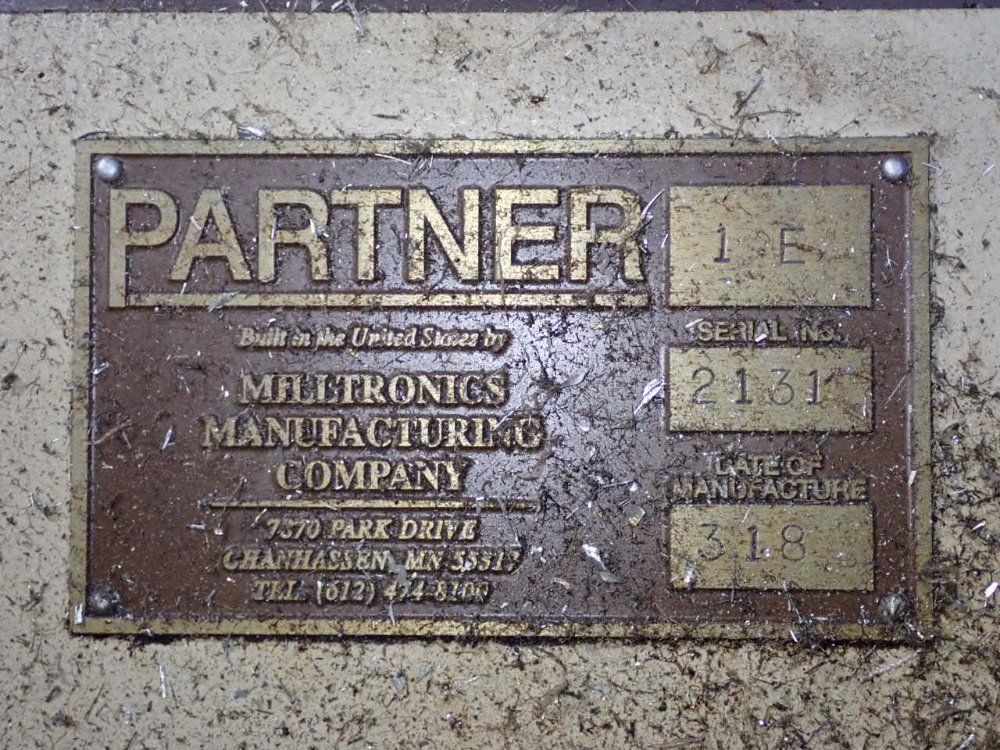 PARTNER
1 E
Built in the United States by
MILLTRONICS
MANUFACTURING
COMPANY
7870 PARK DRIVE
CHANHASSEN, MN 55317
TEL. (612) 474-8100
SERIAL NO.
2131
DATE OF
MANUFACTURE
318